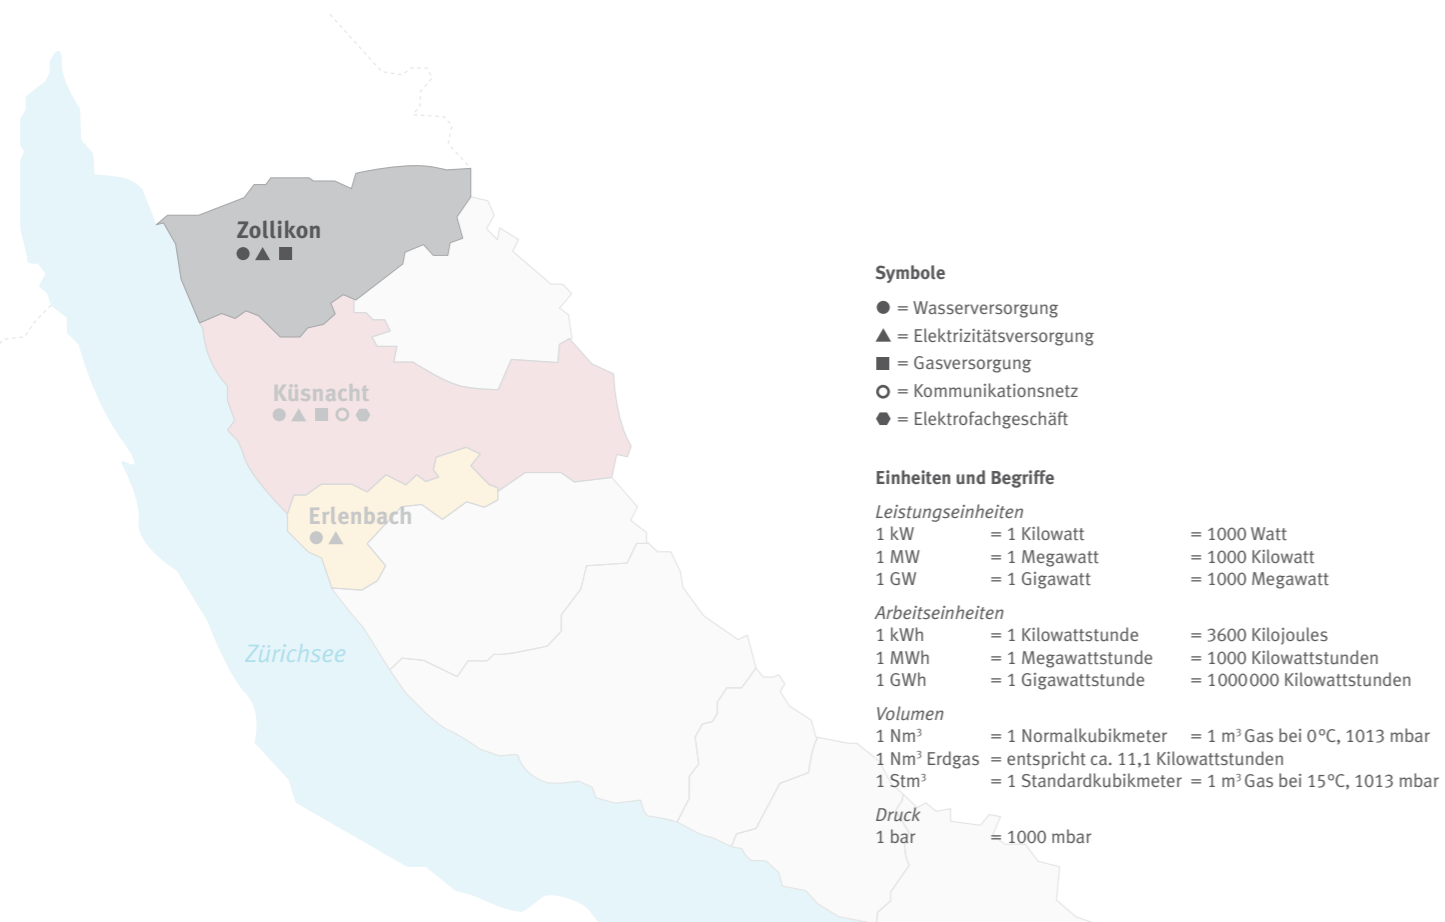 Zollikon
Küsnacht
Erlenbach
Zürichsee
Symbole
● = Wasserversorgung
▲ = Elektrizitätsversorgung
■ = Gasversorgung
○ = Kommunikationsnetz
⬣ = Elektrofachgeschäft
Einheiten und Begriffe
Leistungseinheiten
1 kW = 1 Kilowatt = 1000 Watt
1 MW = 1 Megawatt = 1000 Kilowatt
1 GW = 1 Gigawatt = 1000 Megawatt
Arbeitseinheiten
1 kWh = 1 Kilowattstunde = 3600 Kilojoules
1 MWh = 1 Megawattstunde = 1000 Kilowattstunden
1 GWh = 1 Gigawattstunde = 1000000 Kilowattstunden
Volumen
1 Nm³ = 1 Normalkubikmeter = 1 m³ Gas bei 0°C, 1013 mbar
1 Nm³ Erdgas = entspricht ca. 11,1 Kilowattstunden
1 Stm³ = 1 Standardkubikmeter = 1 m³ Gas bei 15°C, 1013 mbar
Druck
1 bar = 1000 mbar